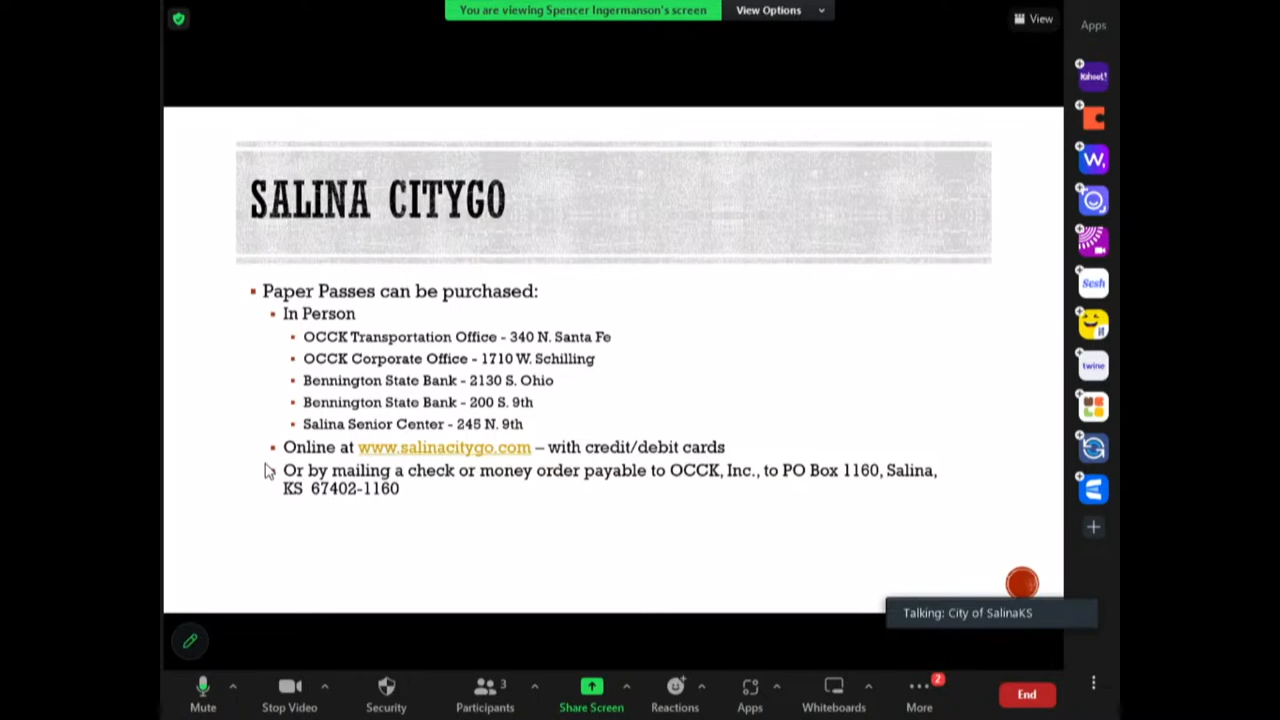 You are viewing Spencer Ingermanson's screen
View Options
View
Apps
Kahoot!
SALINA CITYGO
Paper Passes can be purchased:
In Person
OCCK Transportation Office - 340 N. Santa Fe
OCCK Corporate Office - 1710 W. Schilling
Bennington State Bank - 2130 S. Ohio
Bennington State Bank - 200 S. 9th
Salina Senior Center - 245 N. 9th
Online at www.salinacitygo.com – with credit/debit cards
Or by mailing a check or money order payable to OCCK, Inc., to PO Box 1160, Salina,
KS 67402-1160
W
Sesh
twine
Talking: City of SalinaKS
Mute
Stop Video
Security
Participants 3
Share Screen
Reactions
Apps
Whiteboards
More 2
End